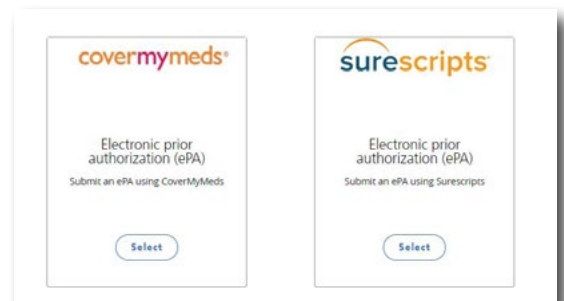 covermymeds®
Electronic prior
authorization (ePA)
Submit an ePA using CoverMyMeds
Select
surescripts
Electronic prior
authorization (ePA)
Submit an ePA using Surescripts
Select